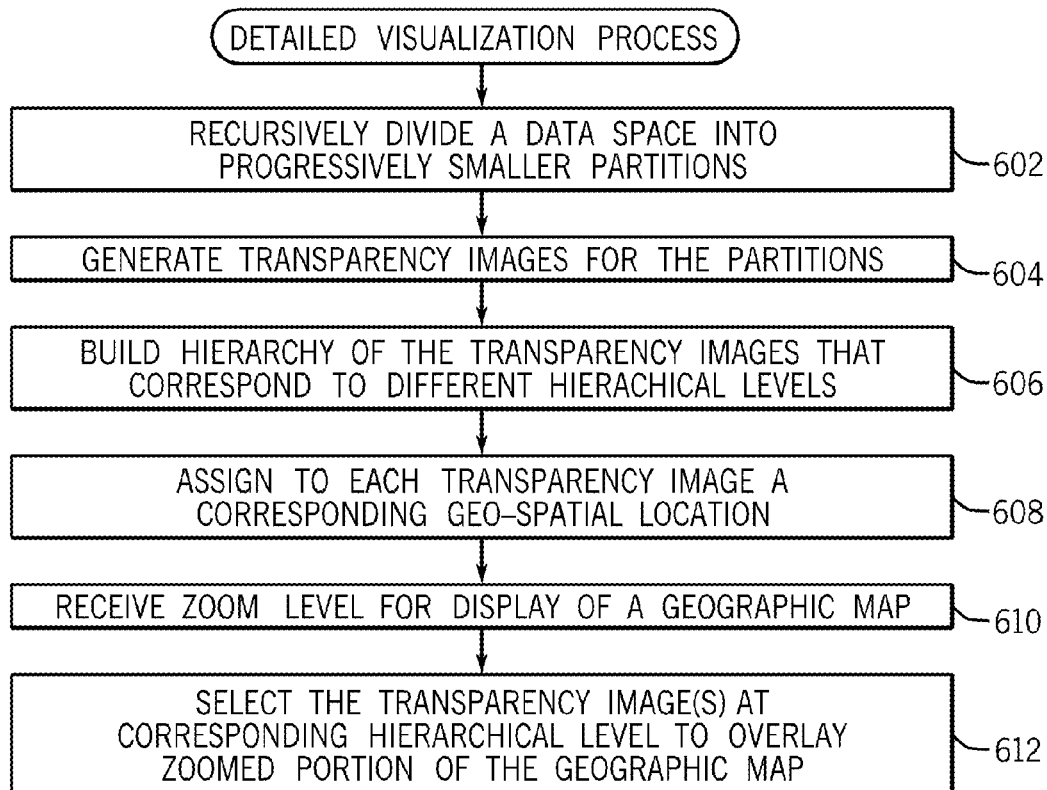 DETAILED VISUALIZATION PROCESS
RECURSIVELY DIVIDE A DATA SPACE INTO
PROGRESSIVELY SMALLER PARTITIONS
602
GENERATE TRANSPARENCY IMAGES FOR THE PARTITIONS
604
BUILD HIERARCHY OF THE TRANSPARENCY IMAGES THAT
CORRESPOND TO DIFFERENT HIERACHICAL LEVELS
606
ASSIGN TO EACH TRANSPARENCY IMAGE A
CORRESPONDING GEO-SPATIAL LOCATION
608
RECEIVE ZOOM LEVEL FOR DISPLAY OF A GEOGRAPHIC MAP
610
SELECT THE TRANSPARENCY IMAGE(S) AT
CORRESPONDING HIERARCHICAL LEVEL TO OVERLAY
ZOOMED PORTION OF THE GEOGRAPHIC MAP
612